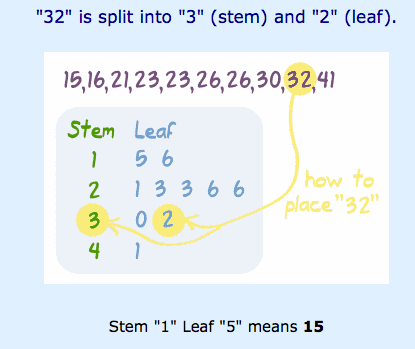 "32" is split into "3" (stem) and "2" (leaf).
15,16,21,23,23,26,26,30,32,41
Stem Leaf
1 5 6
2 1 3 3 6 6
how to
place "32"
3 0 2
4 1
Stem "1" Leaf "5" means 15